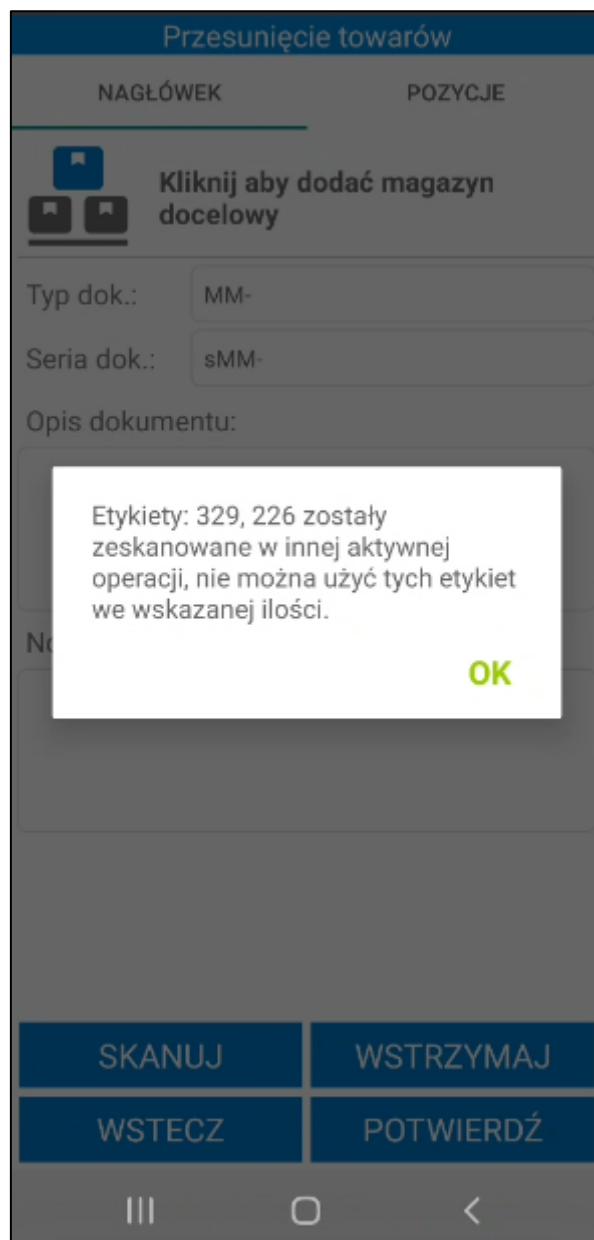 Przesunięcie towarów
NAGŁÓWEK POZYCJE
Kliknij aby dodać magazyn
docelowy
Typ dok.: MM-
Seria dok.: sMM-
Opis dokumentu:
Etykiety: 329, 226 zostały
zeskanowane w innej aktywnej
operacji, nie można użyć tych etykiet
we wskazanej ilości.
OK
SKANUJ WSTRZYMAJ
WSTECZ POTWIERDŹ